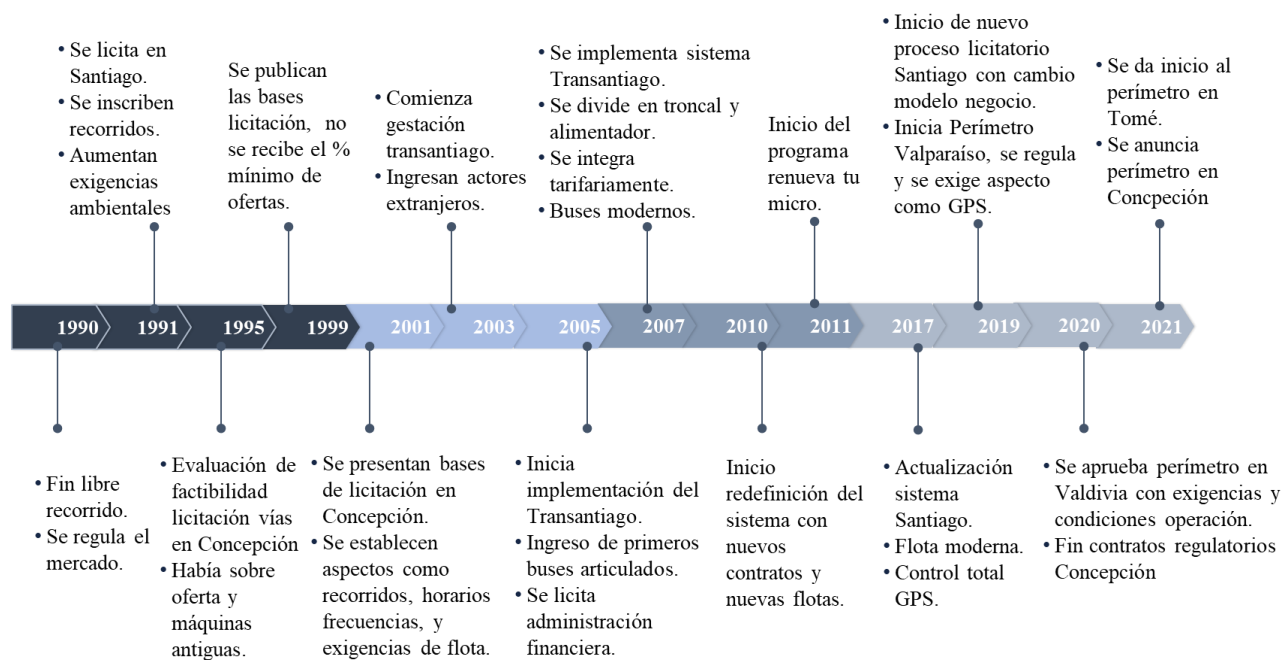 • Se licita en
Santiago.
• Se inscriben
recorridos.
• Aumentan
exigencias
ambientales
Se publican
las bases
licitación, no
se recibe el %
mínimo de
ofertas.
• Comienza
gestación
transantiago.
• Ingresan actores
extranjeros.
• Se implementa sistema
Transantiago.
• Se divide en troncal y
alimentador.
• Se integra
tarifariamente.
• Buses modernos.
Inicio del
programa
renueva tu
micro.
• Inicio de nuevo
proceso licitatorio
Santiago con cambio
modelo negocio.
• Inicia Perímetro
Valparaíso, se regula
y se exige aspecto
como GPS.
• Se da inicio al
perímetro en
Tomé.
• Se anuncia
perímetro en
Concpeción
1990 1991 1995 1999 2001 2003 2005 2007 2010 2011 2017 2019 2020 2021
• Fin libre
recorrido.
• Se regula el
mercado.
• Evaluación de
factibilidad
licitación vías
en Concepción
• Había sobre
oferta y
máquinas
antiguas.
• Se presentan bases
de licitación en
Concepción.
• Se establecen
aspectos como
recorridos, horarios
frecuencias, y
exigencias de flota.
• Inicia
implementación del
Transantiago.
• Ingreso de primeros
buses articulados.
• Se licita
administración
financiera.
Inicio
redefinición del
sistema con
nuevos
contratos y
nuevas flotas.
• Actualización
sistema
Santiago.
• Flota moderna.
• Control total
GPS.
• Se aprueba perímetro en
Valdivia con exigencias y
condiciones operación.
• Fin contratos regulatorios
Concepción